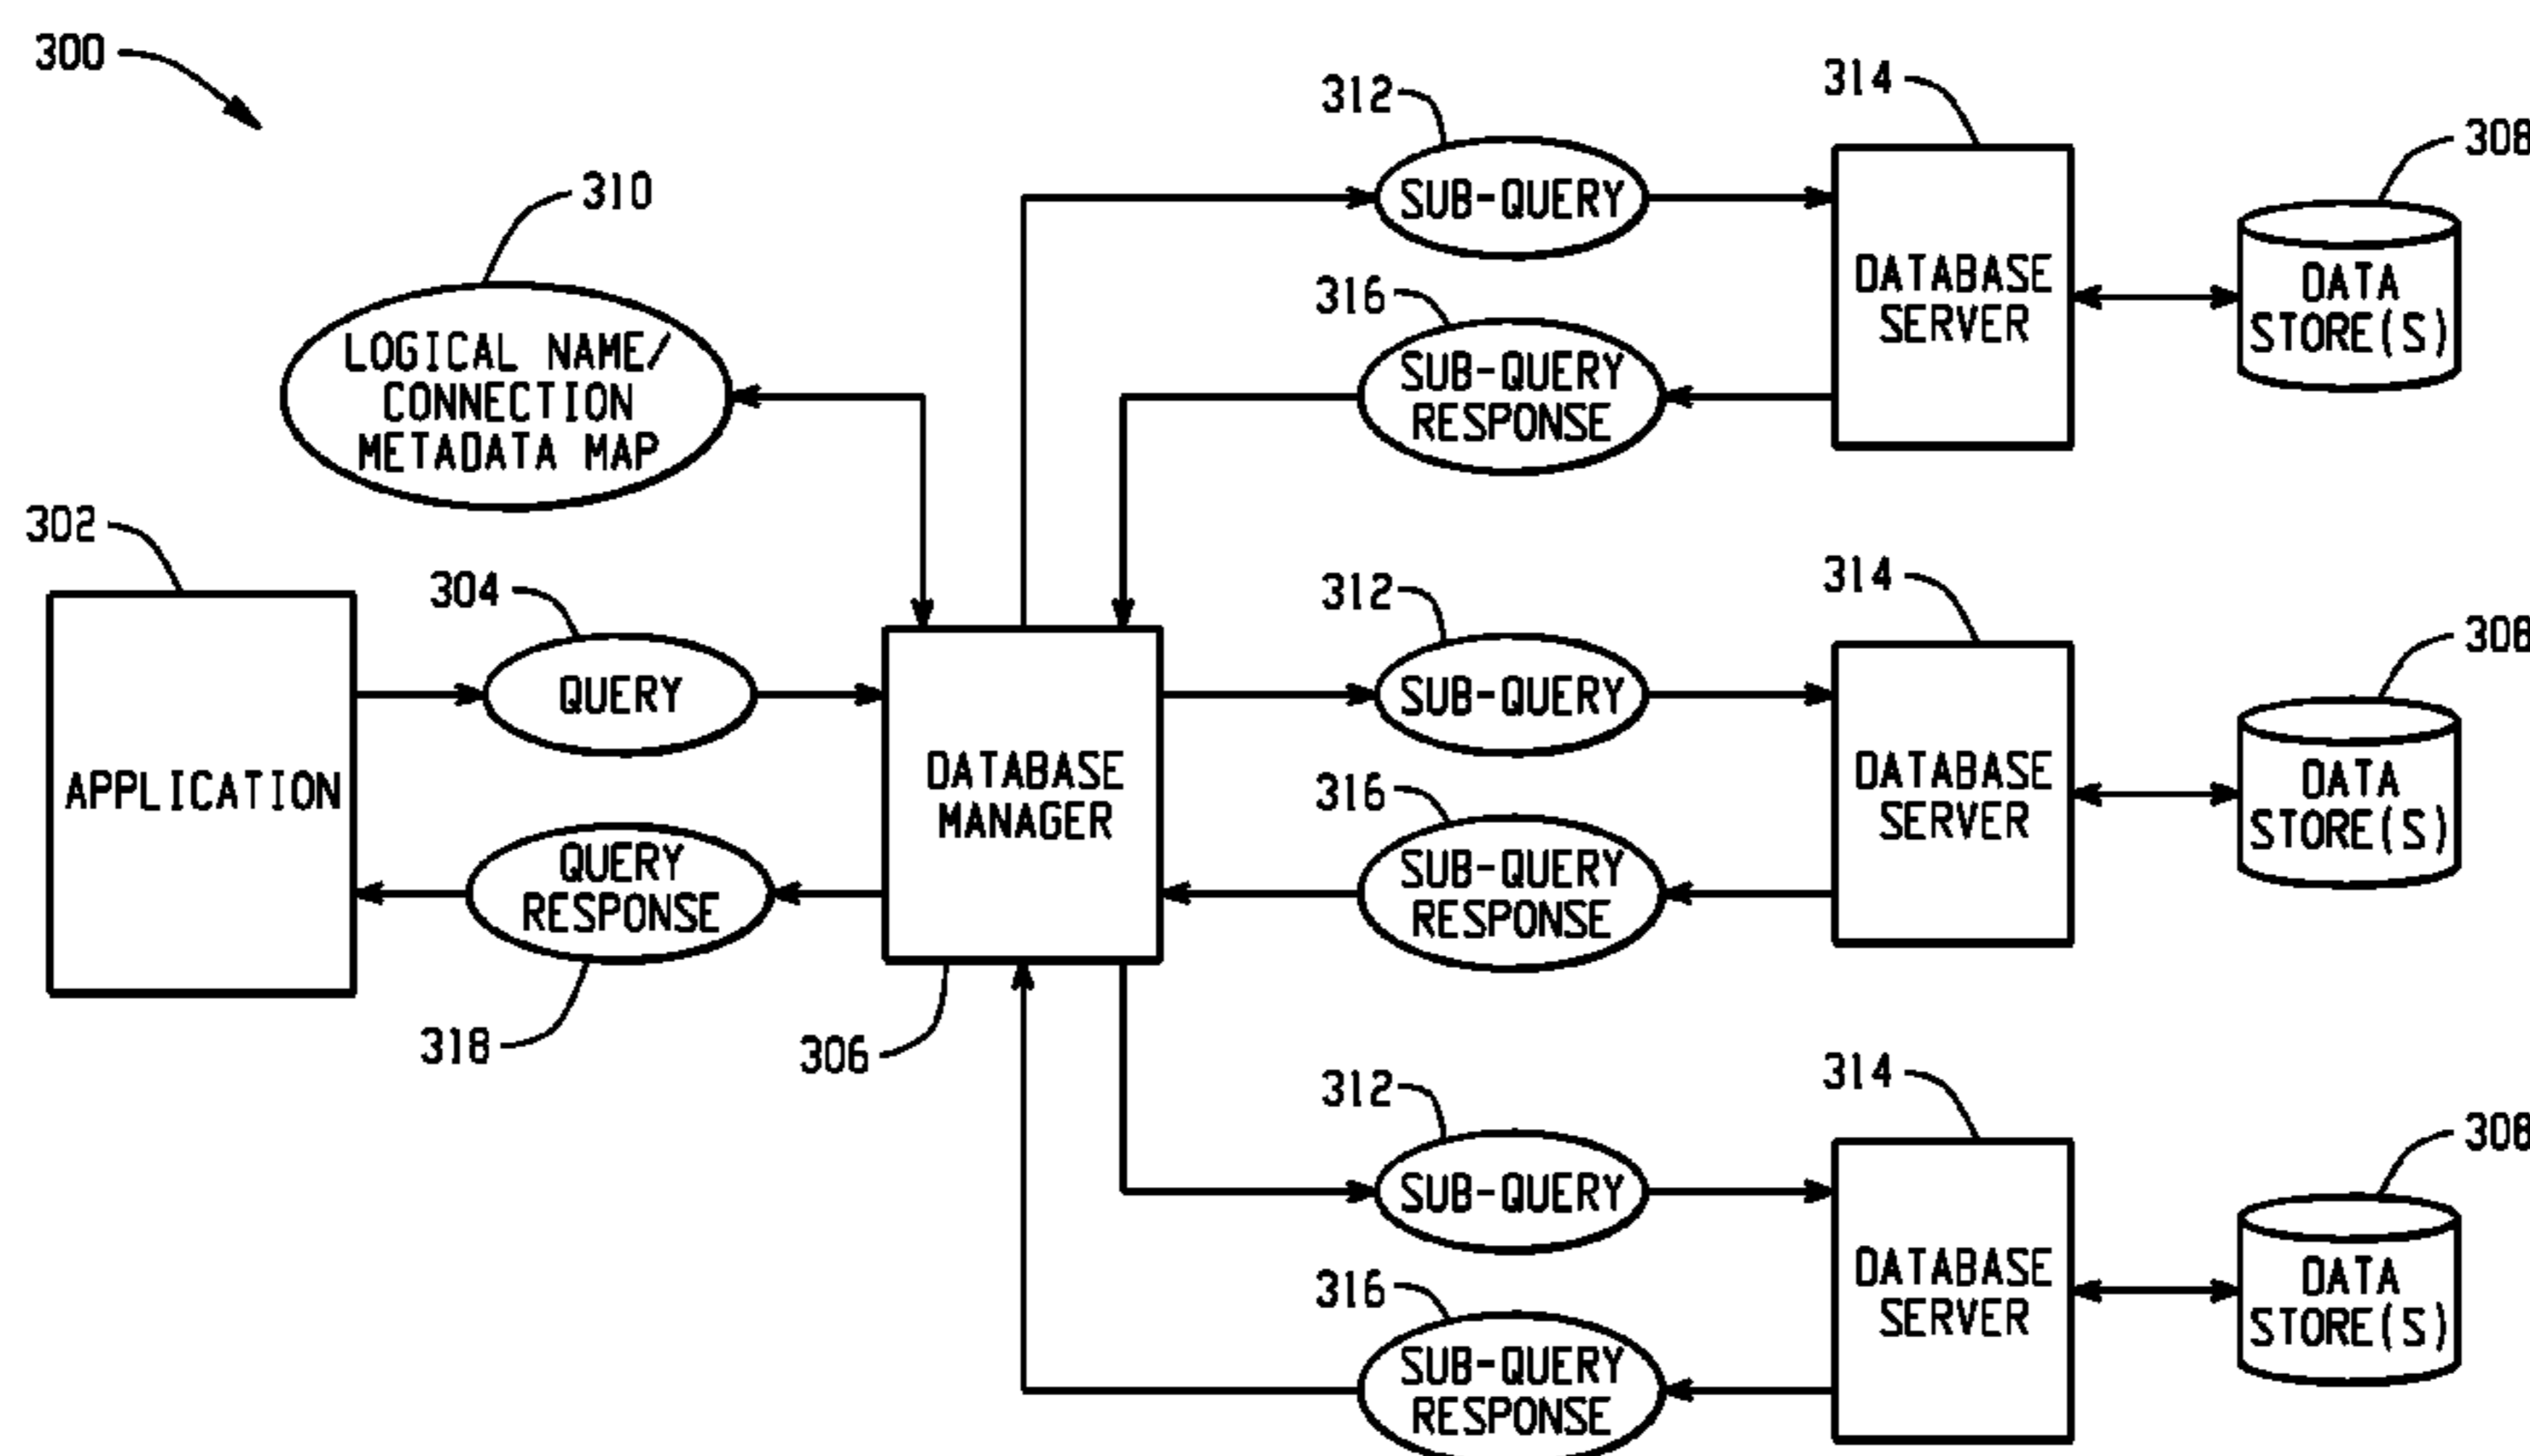 300
312
314
308
310
SUB-QUERY
316
DATABASE
SERVER
DATA
STORE(S)
LOGICAL NAME/
CONNECTION
METADATA MAP
SUB-QUERY
RESPONSE
302
304
312
314
308
QUERY
SUB-QUERY
APPLICATION
DATABASE
MANAGER
316
DATABASE
SERVER
DATA
STORE(S)
QUERY
RESPONSE
SUB-QUERY
RESPONSE
318
306
312
314
308
SUB-QUERY
316
DATABASE
SERVER
DATA
STORE(S)
SUB-QUERY
RESPONSE